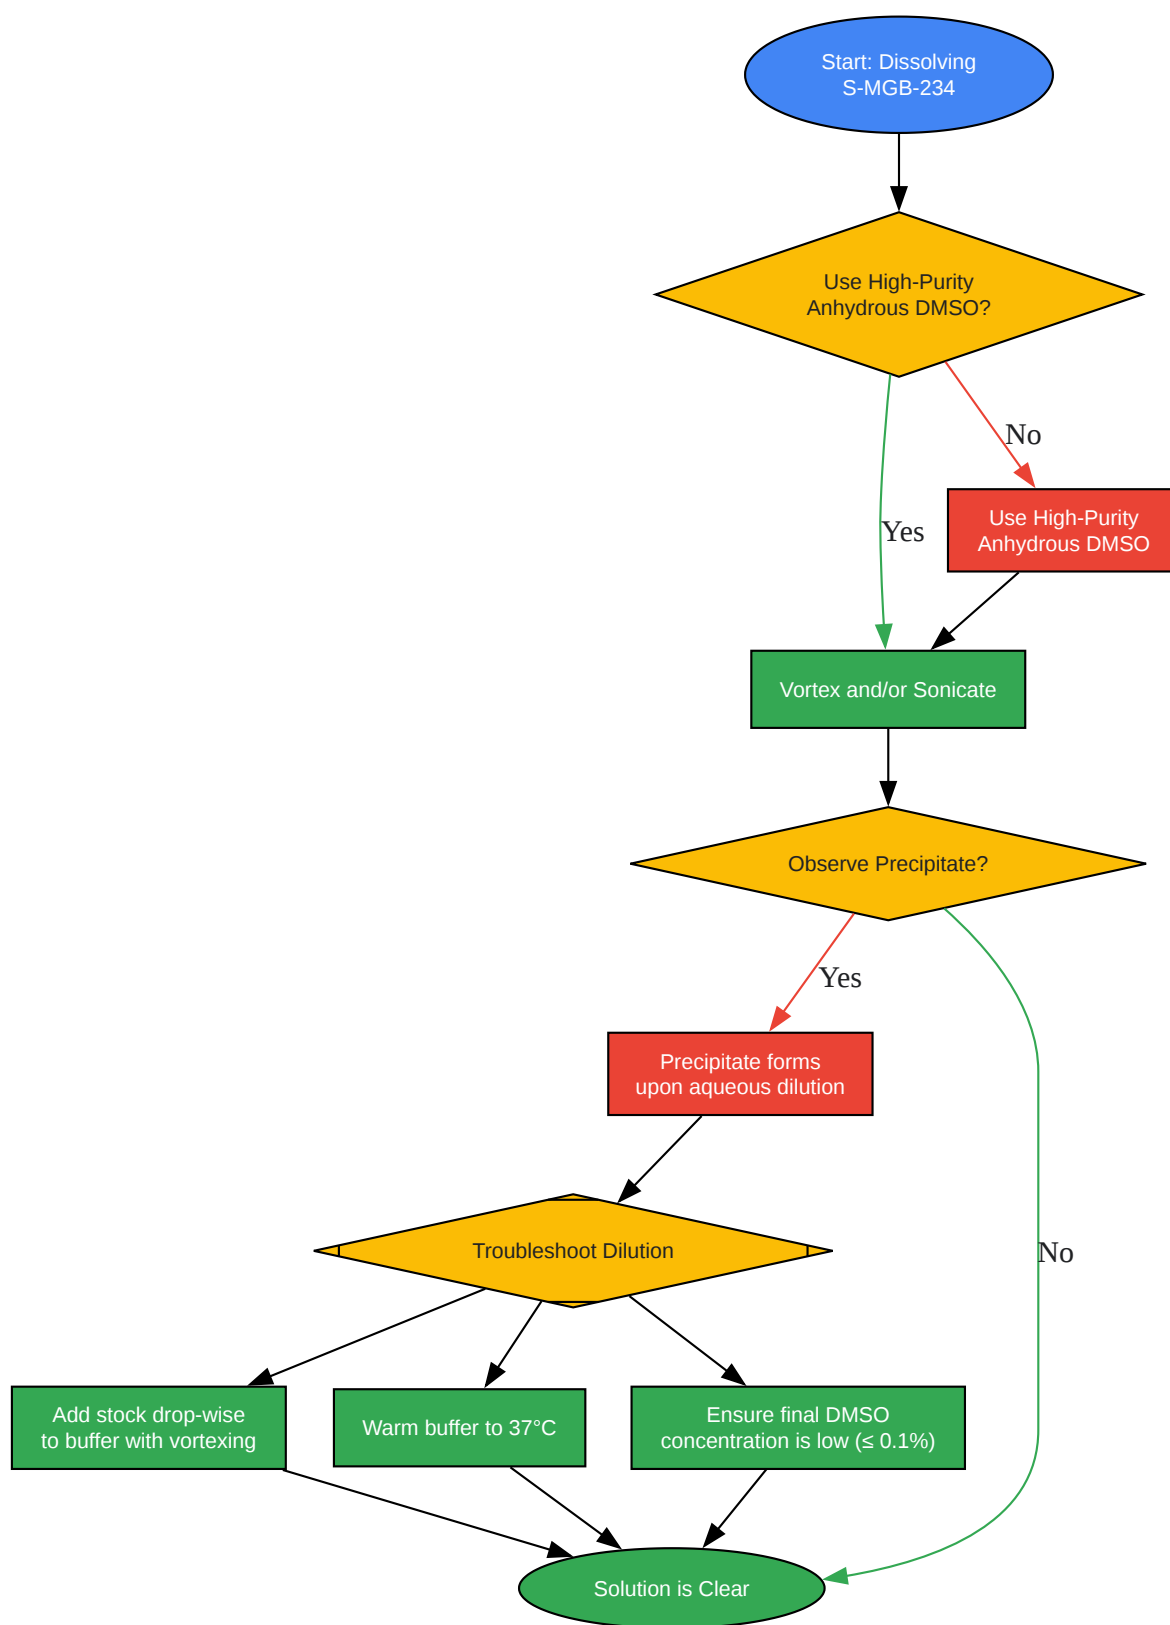 Start: Dissolving
S-MGB-234
Use High-Purity
Anhydrous DMSO?
No
Yes
Use High-Purity
Anhydrous DMSO
Vortex and/or Sonicate
Observe Precipitate?
Yes
Precipitate forms
upon aqueous dilution
Troubleshoot Dilution
No
Add stock drop-wise
to buffer with vortexing
Warm buffer to 37°C
Ensure final DMSO
concentration is low (≤ 0.1%)
Solution is Clear